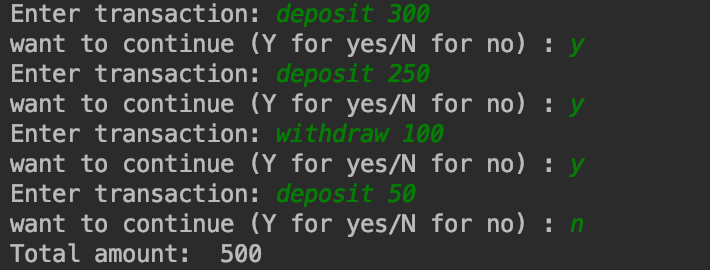 Enter transaction: deposit 300
want to continue (Y for yes/N for no) : y
Enter transaction: deposit 250
want to continue (Y for yes/N for no) : y
Enter transaction: withdraw 100
want to continue (Y for yes/N for no) : y
Enter transaction: deposit 50
want to continue (Y for yes/N for no) : n
Total amount:  500